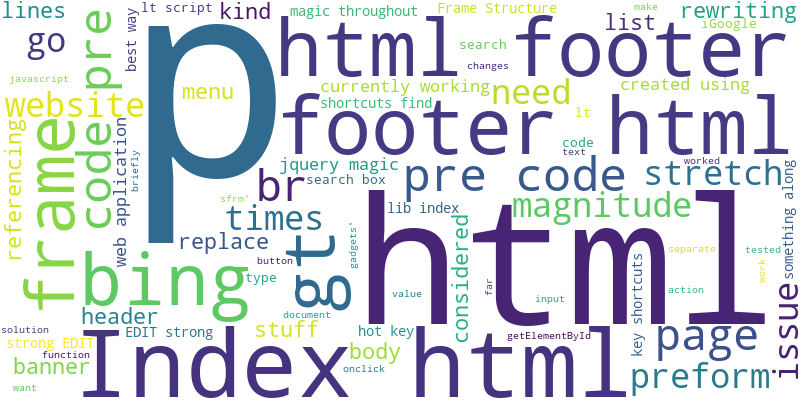 lines
lt script
kind
magic throughout
Frame Structure
make
rewriting
iGoogle
go
pre
best way
p
html footer
list
search
changes
javascript
website
menu
currently working
need
created using
shortcuts find
footer html
lt
code
text
referencing
frame
code
web application
briefly
jquery magic
search box
br
pre code
worked
stretch
something along
sfrm'
times
lib index
magnitude
replace
gt
gadgets'
html
considered
separate
tested
button
bing
type
value
far
input
action
work
key shortcuts
issue
header
document
solution
EDIT strong
stuff
hot key
getElementById
page
strong EDIT
function
Index html
body
banner
onclick
preform
want